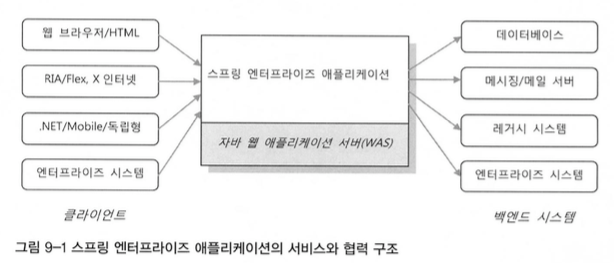 웹 브라우저/HTML
RIA/Flex, X 인터넷
.NET/Mobile/독립형
엔터프라이즈 시스템
클라이언트
스프링 엔터프라이즈 애플리케이션
자바 웹 애플리케이션 서버(WAS)
데이터베이스
메시징/메일 서버
레거시 시스템
엔터프라이즈 시스템
백엔드 시스템
그림 9-1 스프링 엔터프라이즈 애플리케이션의 서비스와 협력 구조